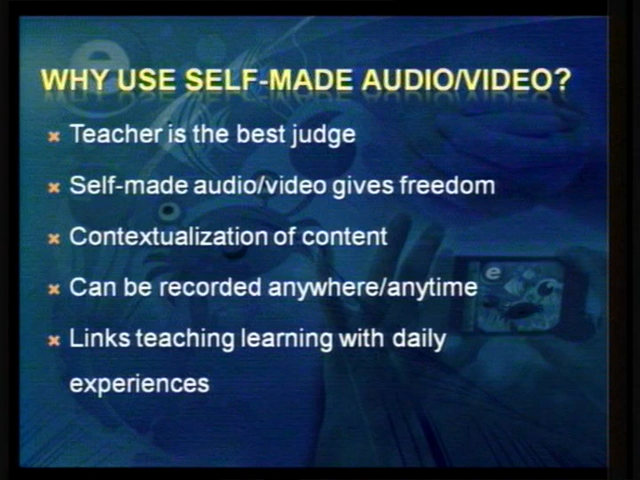 WHY USE SELF-MADE AUDIO/VIDEO?
Teacher is the best judge
Self-made audio/video gives freedom
Contextualization of content
Can be recorded anywhere/anytime
Links teaching learning with daily
experiences
e
e